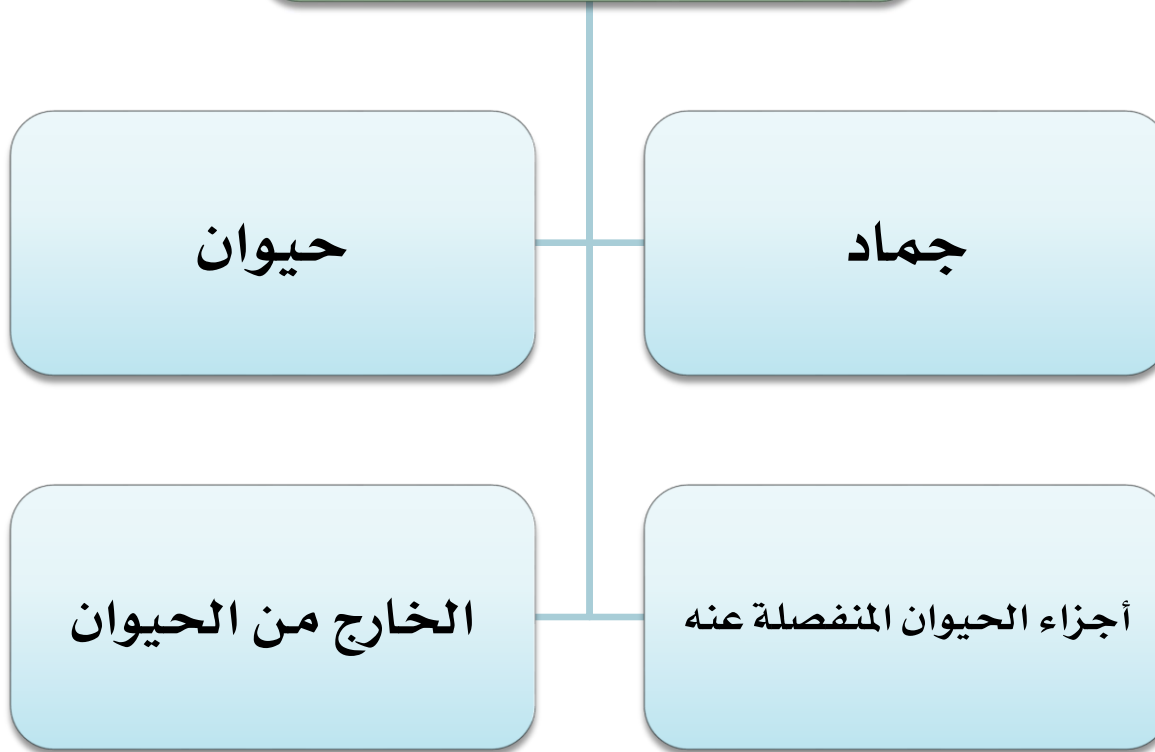 جماد
حيوان
أجزاء الحيوان المنفصلة عنه
الخارج من الحيوان